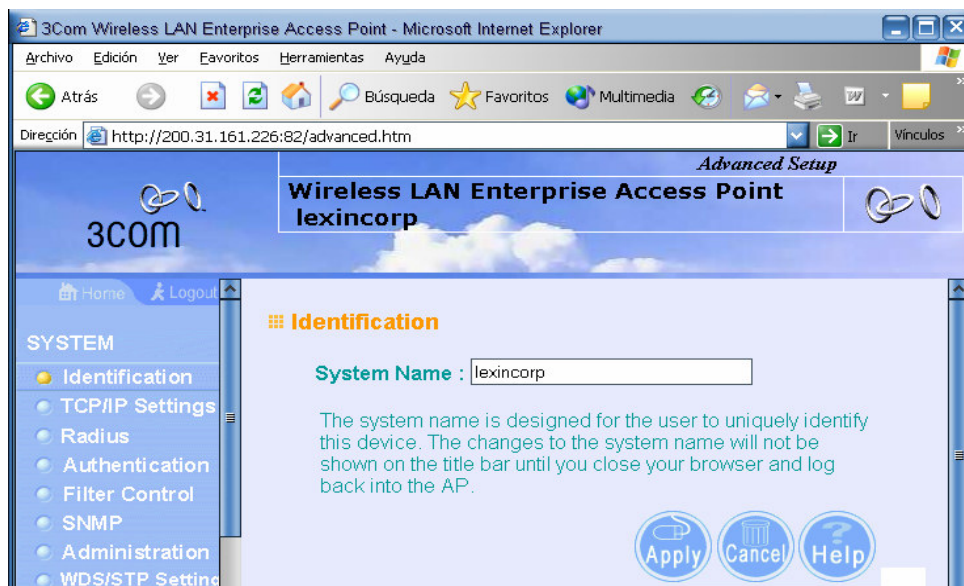 3Com Wireless LAN Enterprise Access Point - Microsoft Internet Explorer
Archivo Edición Ver Favoritos Herramientas Ayuda
Atrás Búsqueda Favoritos Multimedia
Dirección http://200.31.161.226:82/advanced.htm Ir Vínculos
Advanced Setup
Wireless LAN Enterprise Access Point
lexincorp
3COM
Home Logout
Identification
SYSTEM
System Name : lexincorp
Identification
TCP/IP Settings
Radius
Authentication
Filter Control
SNMP
Administration
WDS/STP Setting
The system name is designed for the user to uniquely identify
this device. The changes to the system name will not be
shown on the title bar until you close your browser and log
back into the AP.
Apply Cancel Help